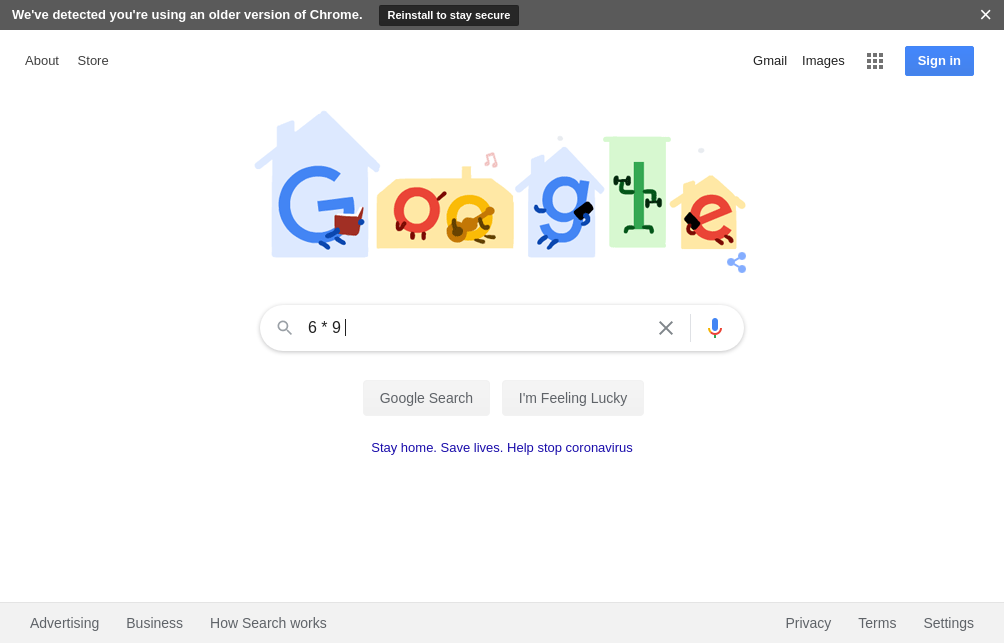 We've detected you're using an older version of Chrome. Reinstall to stay secure
About Store Gmail Images Sign in
Google
6 * 9
Google Search I'm Feeling Lucky
Stay home. Save lives. Help stop coronavirus
Advertising Business How Search works Privacy Terms Settings